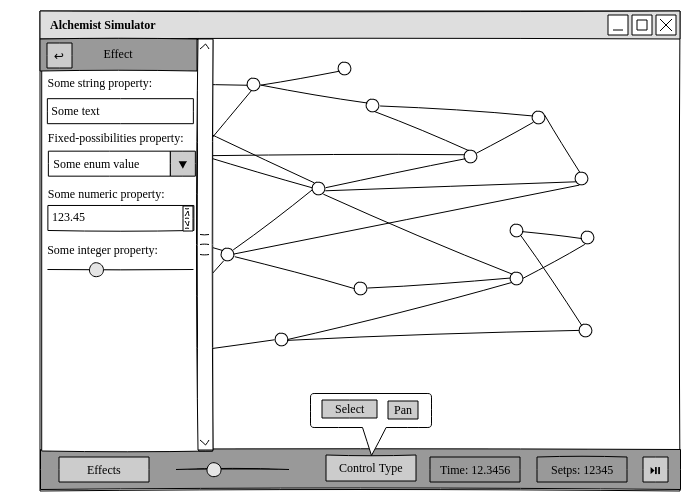 Alchemist Simulator
Effect
Some string property:
Some text
Fixed-possibilities property:
Some enum value
Some numeric property:
123.45
Some integer property:
Select
Pan
Effects
Control Type
Time: 12.3456
Setps: 12345